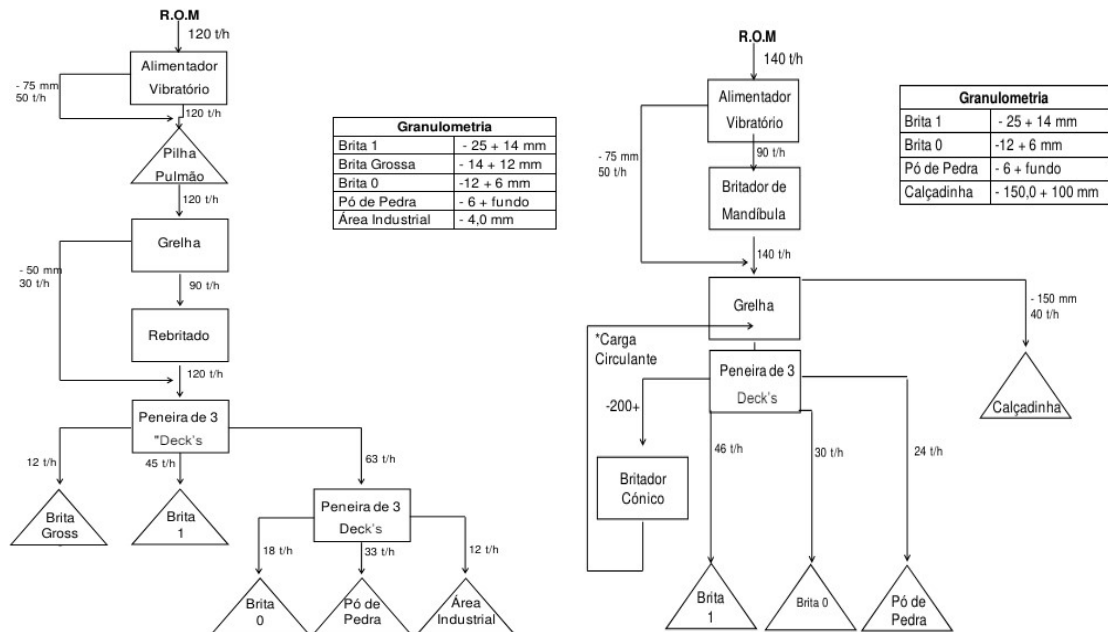 R.O.M
120 t/h
Alimentador
Vibratório
- 75 mm
50 t/h
120 t/h
Pilha
Pulmão
120 t/h
Grelha
- 50 mm
30 t/h
90 t/h
Rebritado
120 t/h
Peneira de 3
"Deck's
12 t/h
45 t/h
63 t/h
Brita
Gross
Brita
1
Peneira de 3
Deck's
18 t/h
33 t/h
12 t/h
Brita
0
Pó de
Pedra
Área
Industrial
Granulometria
Brita 1 - 25 + 14 mm
Brita Grossa - 14 + 12 mm
Brita 0 -12 + 6 mm
Pó de Pedra - 6 + fundo
Área Industrial - 4,0 mm
R.O.M
140 t/h
Alimentador
Vibratório
- 75 mm
50 t/h
90 t/h
Britador de
Mandíbula
140 t/h
Grelha
- 150 mm
40 t/h
*Carga
Circulante
Peneira de 3
Deck's
Calçadinha
-200+
46 t/h
30 t/h
24 t/h
Britador
Cónico
Brita
1
Brita 0
Pó de
Pedra
Granulometria
Brita 1 - 25 + 14 mm
Brita 0 -12 + 6 mm
Pó de Pedra - 6 + fundo
Calçadinha - 150,0 + 100 mm